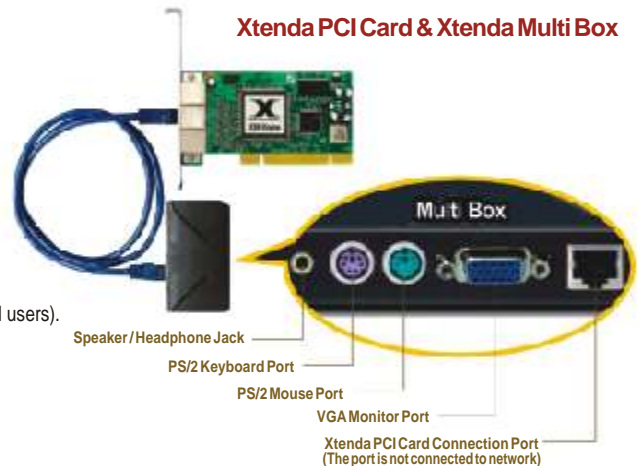 Xtenda PCI Card & Xtenda Multi Box
X
Multi Box
l users).
Speaker / Headphone Jack
PS/2 Keyboard Port
PS/2 Mouse Port
VGA Monitor Port
Xtenda PCI Card Connection Port
(The port is not connected to network)